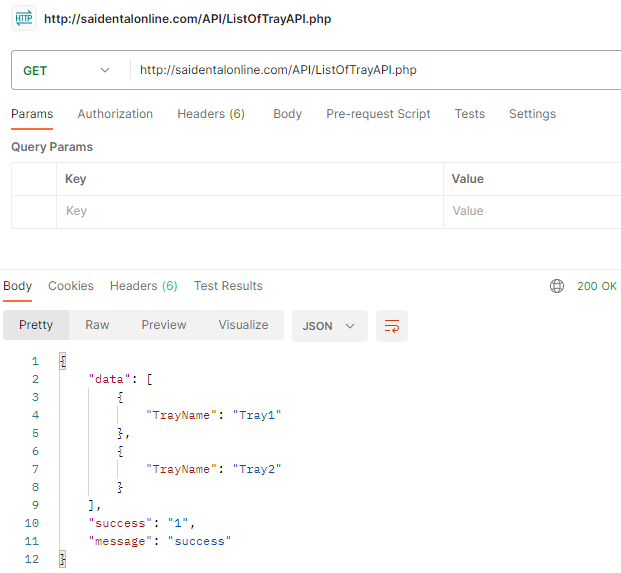 HTTP http://saidentalonline.com/API/ListOfTrayAPI.php
GET http://saidentalonline.com/API/ListOfTrayAPI.php
Params Authorization Headers (6) Body Pre-request Script Tests Settings
Query Params
Key Value
Key Value
Body Cookies Headers (6) Test Results 200 OK
Pretty Raw Preview Visualize JSON
1 {
2 "data": [
3 {
4 "TrayName": "Tray1"
5 },
6 {
7 "TrayName": "Tray2"
8 }
9 ],
10 "success": "1",
11 "message": "success"
12 }